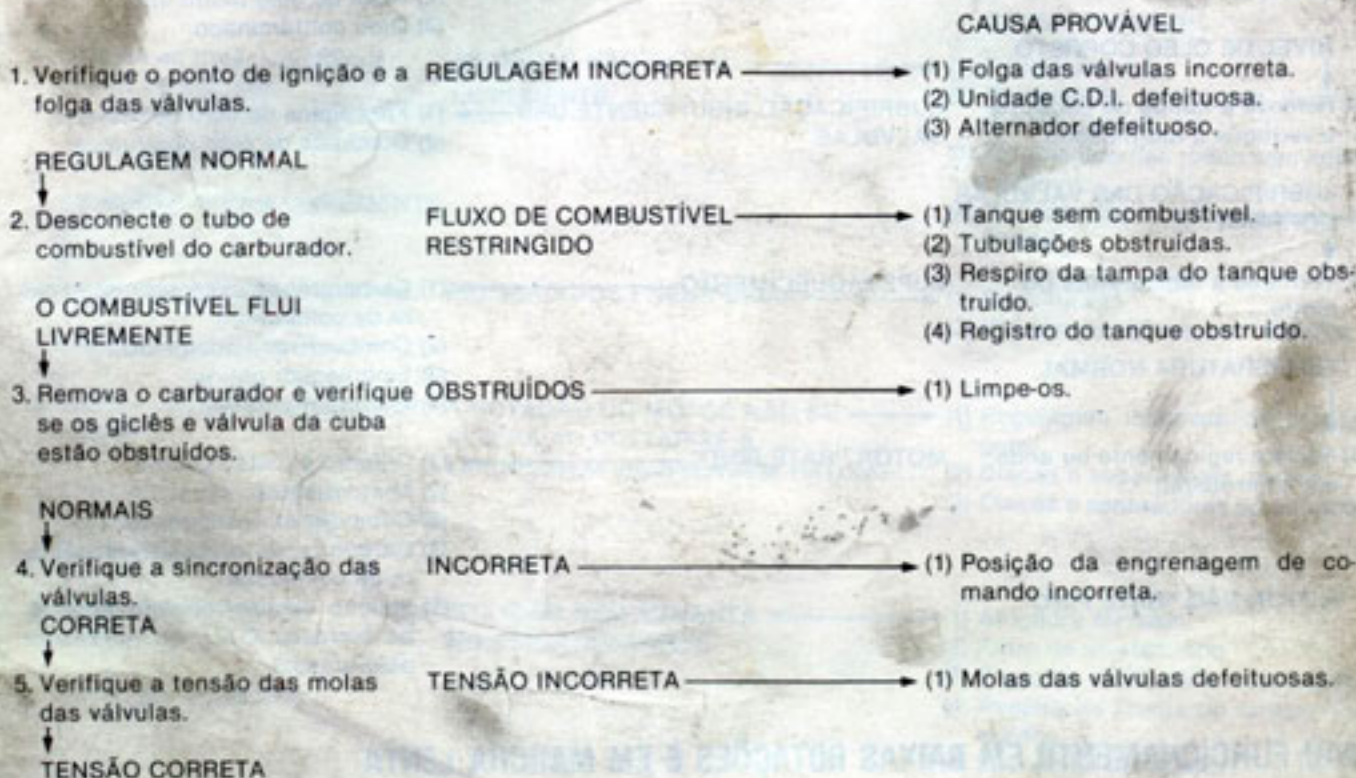 CAUSA PROVÁVEL
1. Verifique o ponto de ignição e a
folga das válvulas.
REGULAGEM INCORRETA
(1) Folga das válvulas incorreta.
(2) Unidade C.D.I. defeituosa.
(3) Alternador defeituoso.
REGULAGEM NORMAL
2. Desconecte o tubo de
combustível do carburador.
FLUXO DE COMBUSTÍVEL
RESTRINGIDO
(1) Tanque sem combustível.
(2) Tubulações obstruídas.
(3) Respiro da tampa do tanque obs-
truído.
(4) Registro do tanque obstruído.
O COMBUSTÍVEL FLUI
LIVREMENTE
3. Remova o carburador e verifique
se os giclês e válvula da cuba
estão obstruídos.
OBSTRUÍDOS
(1) Limpe-os.
NORMAIS
4. Verifique a sincronização das
válvulas.
INCORRETA
(1) Posição da engrenagem de co-
mando incorreta.
CORRETA
5. Verifique a tensão das molas
das válvulas.
TENSÃO INCORRETA
(1) Molas das válvulas defeituosas.
TENSÃO CORRETA